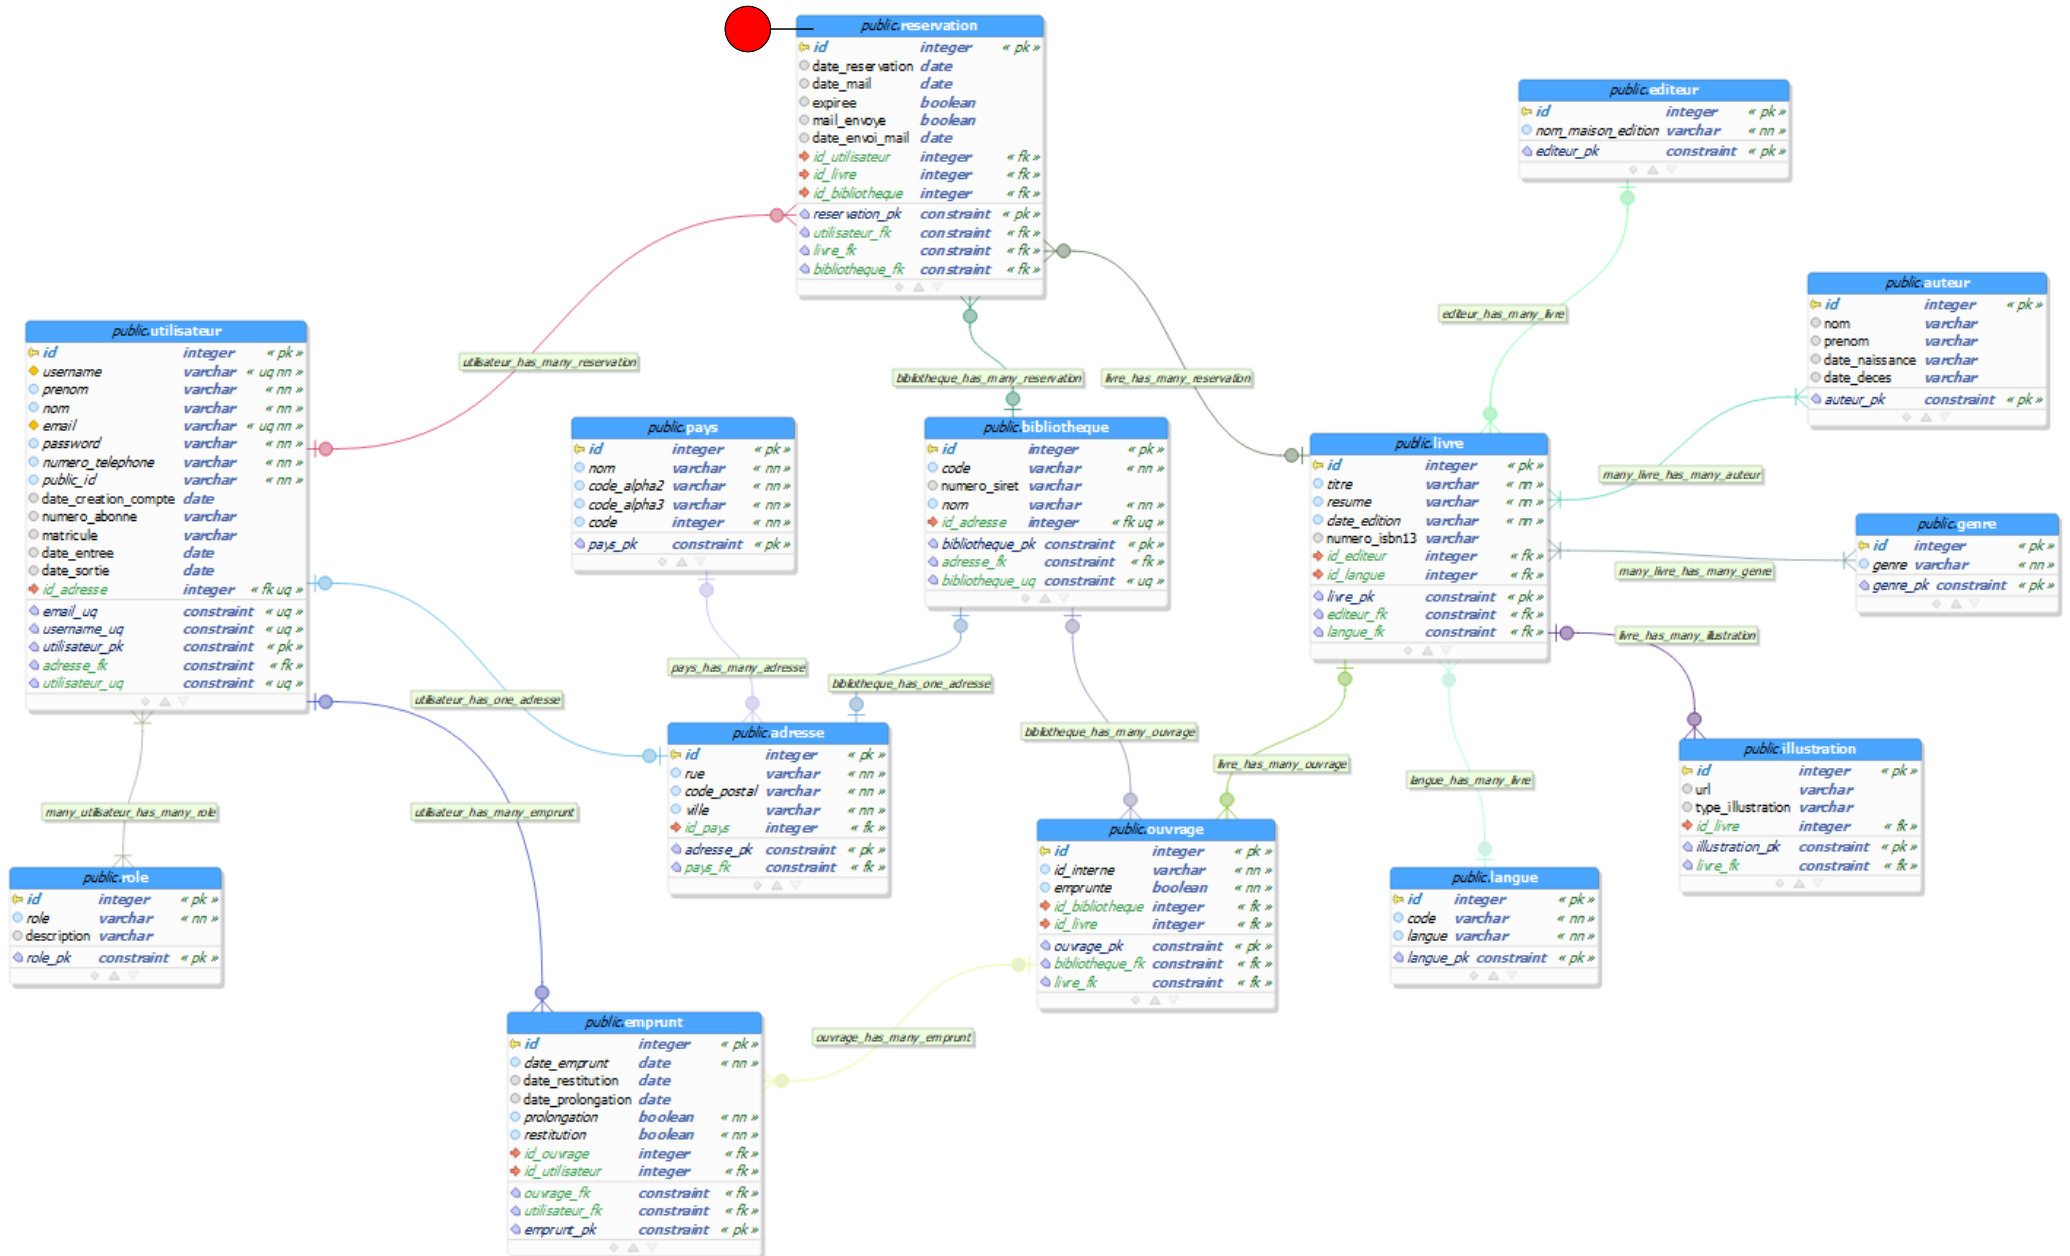 public.reservation
id integer « pk »
date_reservation date
date_mail date
expiree boolean
mail_envoye boolean
date_envoi_mail date
id_utilisateur integer « fk »
id_livre integer « fk »
id_bibliotheque integer « fk »
reservation_pk constraint « pk »
utilisateur_fk constraint « fk »
livre_fk constraint « fk »
bibliotheque_fk constraint « fk »
public.editeur
id integer « pk »
nom_maison_edition varchar « nn »
editeur_pk constraint « pk »
public.auteur
id integer « pk »
nom varchar
prenom varchar
date_naissance varchar
date_deces varchar
auteur_pk constraint « pk »
editeur_has_many_livre
public.utilisateur
id integer « pk »
username varchar « uq nn »
prenom varchar « nn »
nom varchar « nn »
email varchar « uq nn »
password varchar « nn »
numero_telephone varchar « nn »
public_id varchar « nn »
date_creation_compte date
numero_abonne varchar
matricule varchar
date_entree date
date_sortie date
id_adresse integer « fk uq »
email_uq constraint « uq »
username_uq constraint « uq »
utilisateur_pk constraint « pk »
adresse_fk constraint « fk »
utilisateur_uq constraint « uq »
utilisateur_has_many_reservation
bibliotheque_has_many_reservation
livre_has_many_reservation
public.pays
id integer « pk »
nom varchar « nn »
code_alpha2 varchar « nn »
code_alpha3 varchar « nn »
code integer « nn »
pays_pk constraint « pk »
public.bibliotheque
id integer « pk »
code varchar « nn »
numero_siret varchar
nom varchar « nn »
id_adresse integer « fk uq »
bibliotheque_pk constraint « pk »
adresse_fk constraint « fk »
bibliotheque_uq constraint « uq »
public.livre
id integer « pk »
titre varchar « nn »
resume varchar « nn »
date_edition varchar « nn »
numero_isbn13 varchar
id_editeur integer « fk »
id_langue integer « fk »
livre_pk constraint « pk »
editeur_fk constraint « fk »
langue_fk constraint « fk »
many_livre_has_many_auteur
public.genre
id integer « pk »
genre varchar « nn »
genre_pk constraint « pk »
many_livre_has_many_genre
livre_has_many_illustration
pays_has_many_adresse
bibliotheque_has_one_adresse
utilisateur_has_one_adresse
bibliotheque_has_many_ouvrage
livre_has_many_ouvrage
langue_has_many_livre
public.adresse
id integer « pk »
rue varchar « nn »
code_postal varchar « nn »
ville varchar « nn »
id_pays integer « fk »
adresse_pk constraint « pk »
pays_fk constraint « fk »
public.illustration
id integer « pk »
url varchar
type_illustration varchar
id_livre integer « fk »
illustration_pk constraint « pk »
livre_fk constraint « fk »
many_utilisateur_has_many_role
utilisateur_has_many_emprunt
public.ouvrage
id integer « pk »
id_interne varchar « nn »
emprunte boolean « nn »
id_bibliotheque integer « fk »
id_livre integer « fk »
ouvrage_pk constraint « pk »
bibliotheque_fk constraint « fk »
livre_fk constraint « fk »
public.role
id integer « pk »
role varchar « nn »
description varchar
role_pk constraint « pk »
public.langue
id integer « pk »
code varchar « nn »
langue varchar « nn »
langue_pk constraint « pk »
ouvrage_has_many_emprunt
public.emprunt
id integer « pk »
date_emprunt date « nn »
date_restitution date
date_prolongation date
prolongation boolean « nn »
restitution boolean « nn »
id_ouvrage integer « fk »
id_utilisateur integer « fk »
ouvrage_fk constraint « fk »
utilisateur_fk constraint « fk »
emprunt_pk constraint « pk »